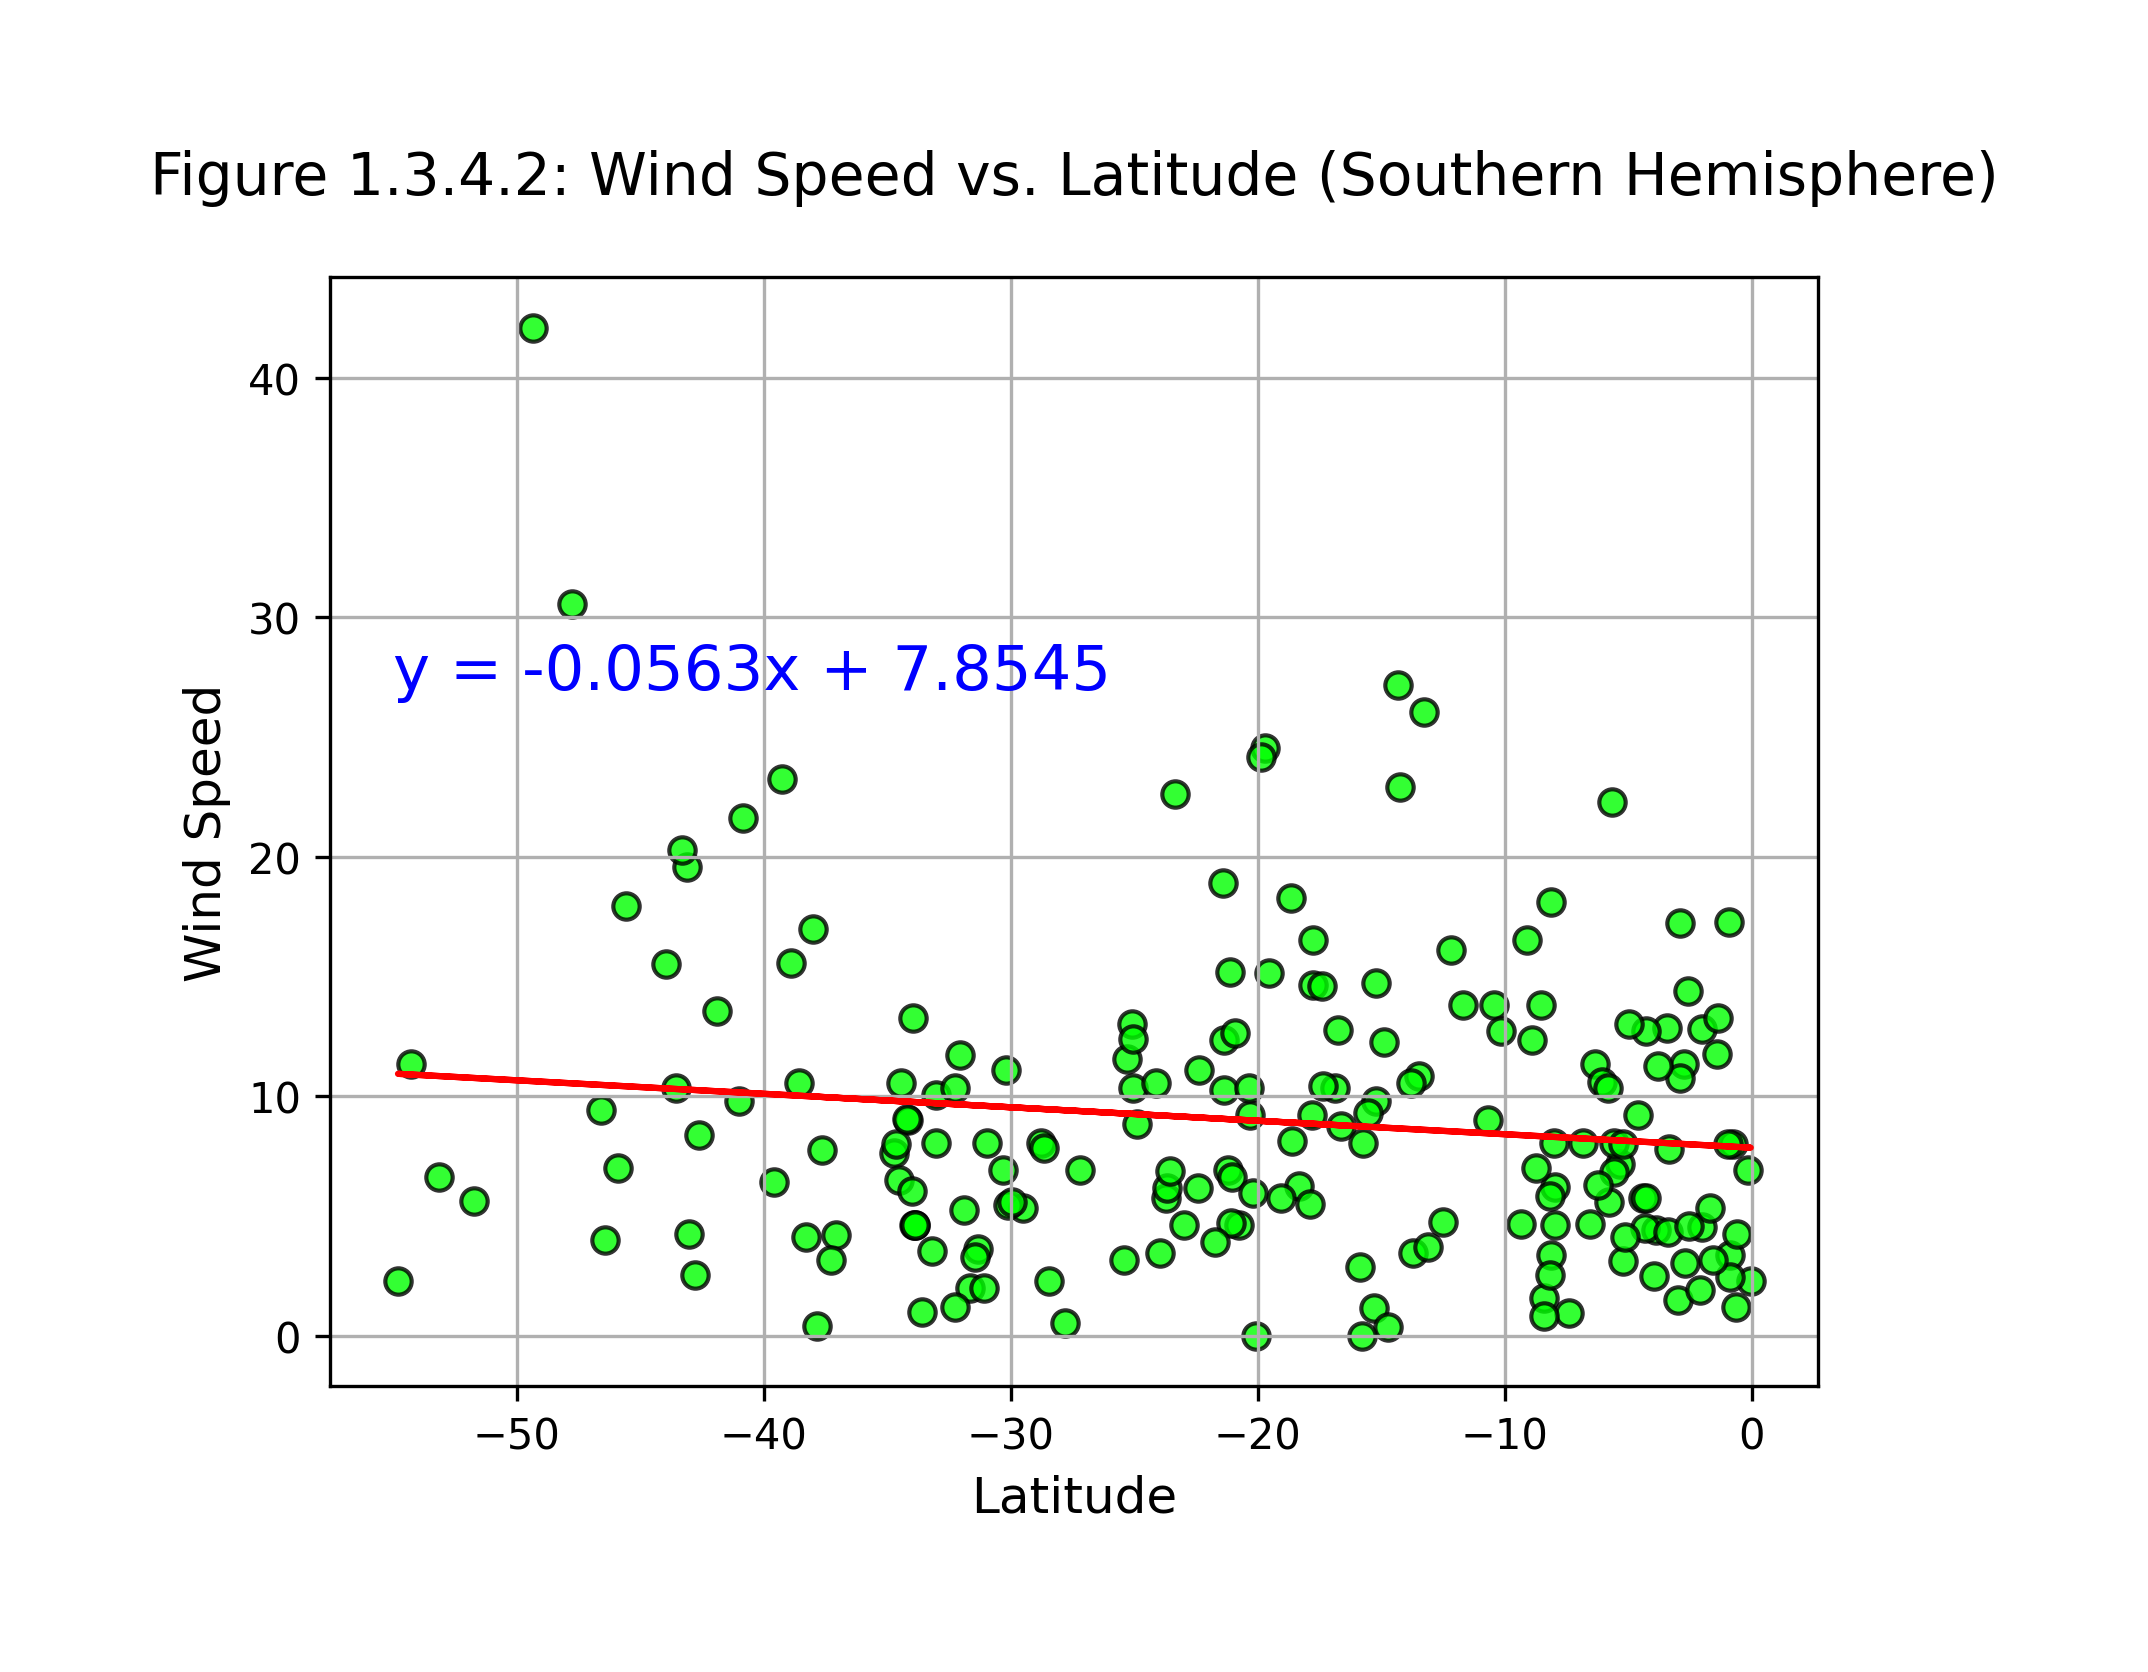 Figure 1.3.4.2: Wind Speed vs. Latitude (Southern Hemisphere)
40
30
20
10
0
Wind Speed
y = -0.0563x + 7.8545
−50 −40 −30 −20 −10 0
Latitude